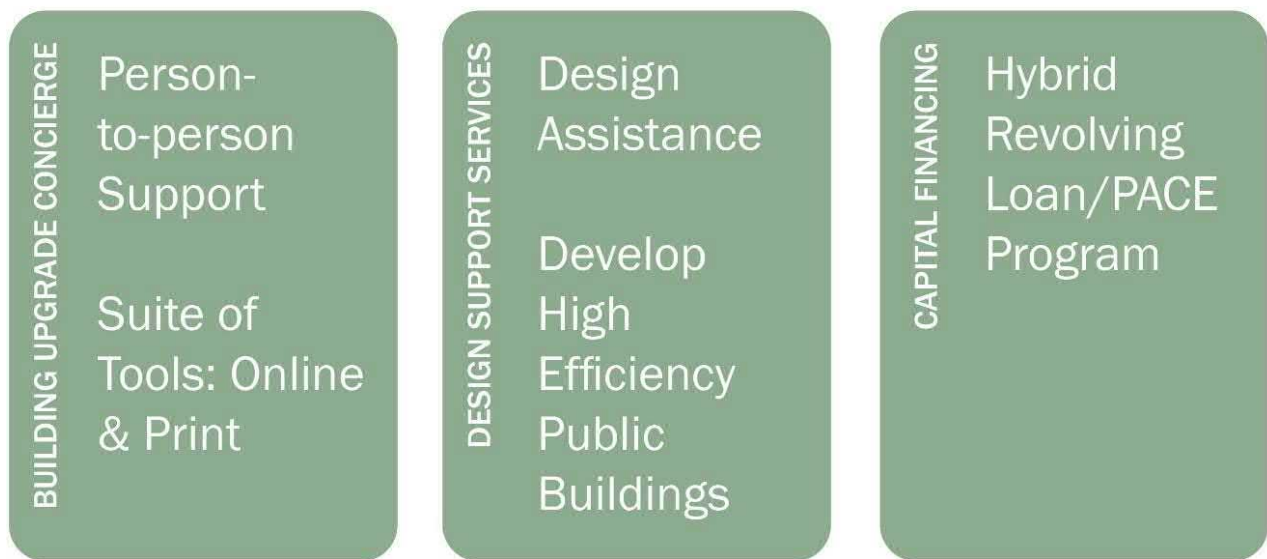 BUILDING UPGRADE CONCIERGE
Person-
to-person
Support
Suite of
Tools: Online
& Print
DESIGN SUPPORT SERVICES
Design
Assistance
Develop
High
Efficiency
Public
Buildings
CAPITAL FINANCING
Hybrid
Revolving
Loan/PACE
Program